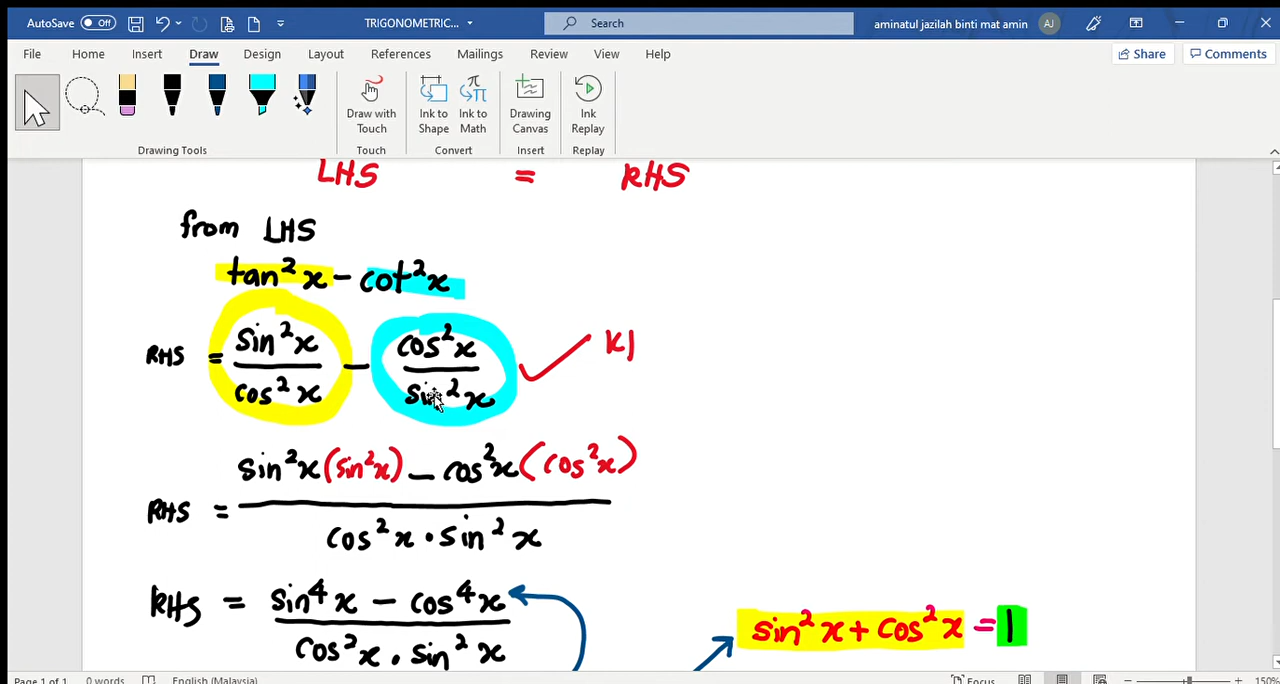 AutoSave Off TRIGONOMETRIC... Search aminatul jazilah binti mat amin AJ
File Home Insert Draw Design Layout References Mailings Review View Help Share Comments
Draw with Touch Ink to Shape Ink to Math Drawing Canvas Ink Replay
Drawing Tools Touch Convert Insert Replay
LHS = RHS
from LHS
tan²x - cot²x
RHS = sin²x / cos²x - cos²x / sin²x ✓ K1
RHS = sin²x (sin²x) - cos²x (cos²x) / cos²x · sin²x
RHS = sin⁴x - cos⁴x / cos²x · sin²x
sin²x + cos²x = 1
Page 1 of 1 0 words English (Malaysia) Focus 150%